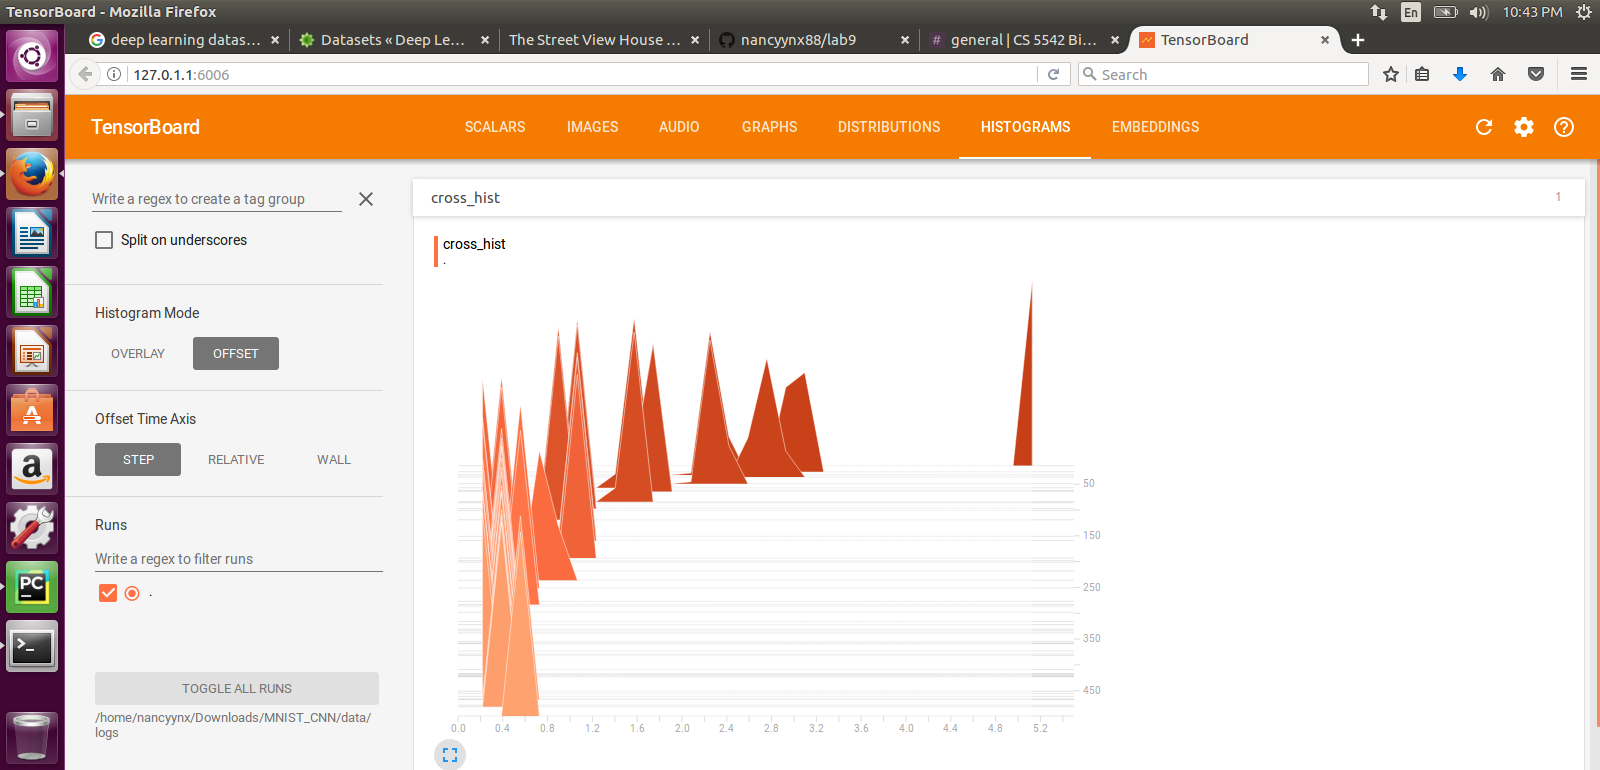 TensorBoard - Mozilla Firefox
En
10:43 PM
deep learning datas...
Datasets « Deep Le...
The Street View House ...
nancyynx88/lab9
general | CS 5542 Bi...
TensorBoard
127.0.1.1:6006
Search
TensorBoard
SCALARS
IMAGES
AUDIO
GRAPHS
DISTRIBUTIONS
HISTOGRAMS
EMBEDDINGS
Write a regex to create a tag group
Split on underscores
Histogram Mode
OVERLAY
OFFSET
Offset Time Axis
STEP
RELATIVE
WALL
Runs
Write a regex to filter runs
.
TOGGLE ALL RUNS
/home/nancyynx/Downloads/MNIST_CNN/data/
logs
cross_hist
1
cross_hist
.
50
150
250
350
450
0.0
0.4
0.8
1.2
1.6
2.0
2.4
2.8
3.2
3.6
4.0
4.4
4.8
5.2
PC